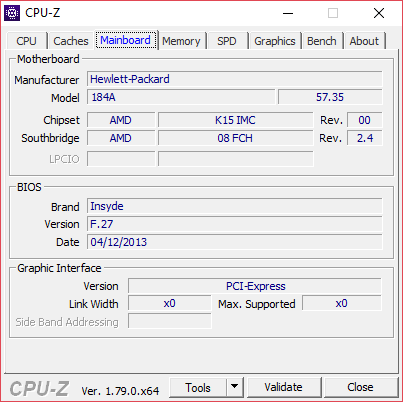 CPU-Z
CPU Caches Mainboard Memory SPD Graphics Bench About
Motherboard
Manufacturer Hewlett-Packard
Model 184A 57.35
Chipset AMD K15 IMC Rev. 00
Southbridge AMD 08 FCH Rev. 2.4
LPCIO
BIOS
Brand Insyde
Version F.27
Date 04/12/2013
Graphic Interface
Version PCI-Express
Link Width x0 Max. Supported x0
Side Band Addressing
CPU-Z Ver. 1.79.0.x64 Tools Validate Close